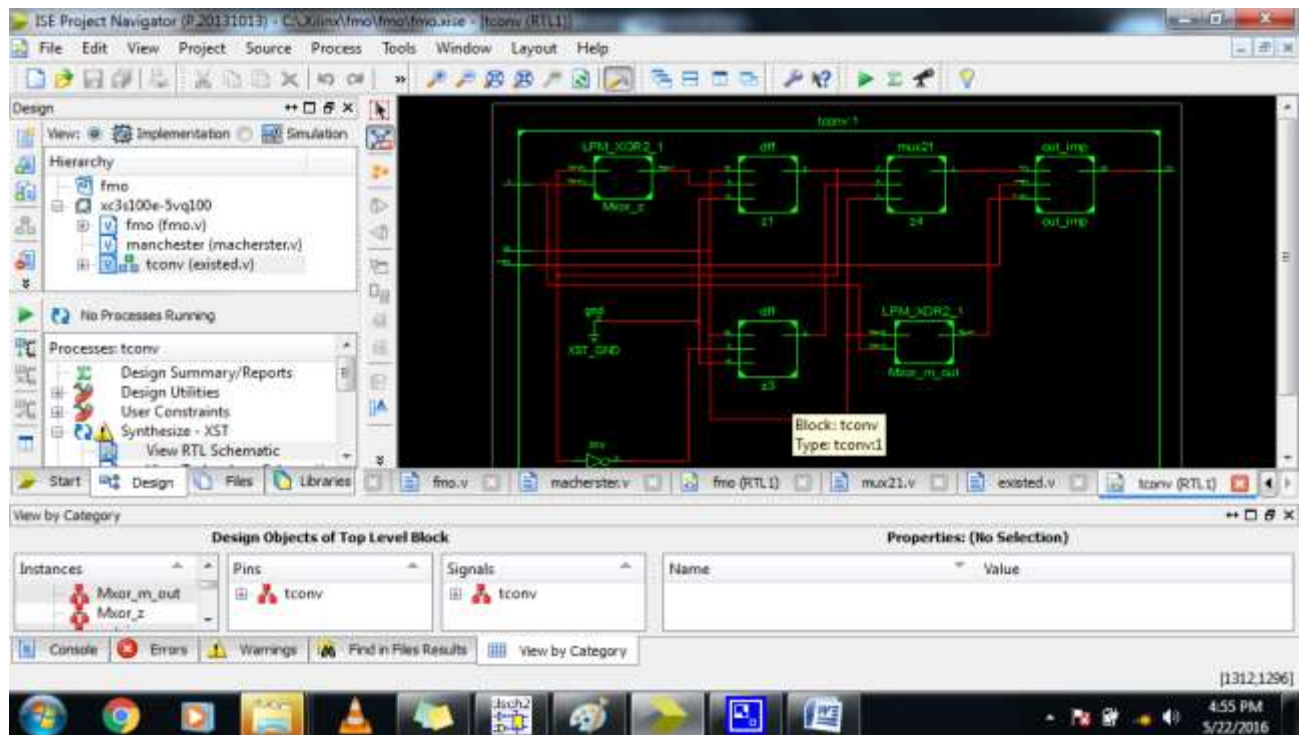 ISE Project Navigator (P.20131013) - C:\Xilinx\fmo\fmo\fmo.xise - [tconv (RTL1)]
File Edit View Project Source Process Tools Window Layout Help
Design
View: Implementation Simulation
Hierarchy
fmo
xc3s100e-5vq100
fmo (fmo.v)
manchester (macherster.v)
tconv (existed.v)
No Processes Running
Processes: tconv
Design Summary/Reports
Design Utilities
User Constraints
Synthesize - XST
View RTL Schematic
Start Design Files Libraries
tconv:1
LPM_XOR2_1 dff mux21 out_imp
Mxor_z z1 z4 out_imp
gnd dff LPM_XOR2_1
XST_GND z3 Mxor_m_out
inv
Block: tconv
Type: tconv:1
fmo.v macherster.v fmo (RTL1) mux21.v existed.v tconv (RTL1)
View by Category
Design Objects of Top Level Block Properties: (No Selection)
Instances Pins Signals Name Value
Mxor_m_out tconv tconv
Mxor_z
Console Errors Warnings Find in Files Results View by Category
[1312,1296]
Dsch2
4:55 PM
5/22/2016